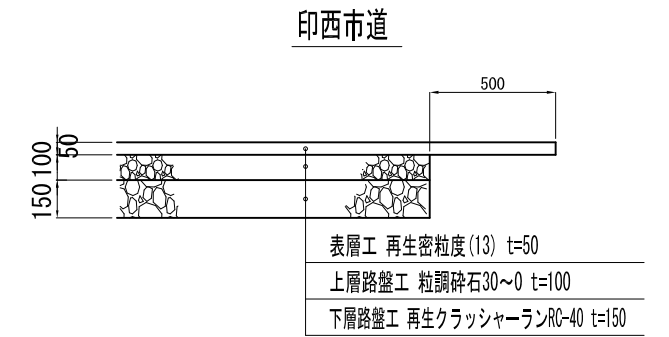 印西市道
500
50
100
150
表層工 再生密粒度(13) t=50
上層路盤工 粒調砕石30～0 t=100
下層路盤工 再生クラッシャーランRC-40 t=150